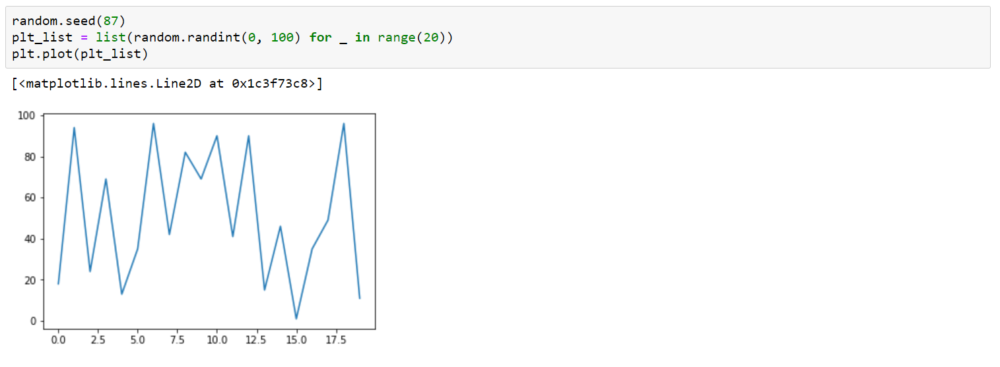 random.seed(87)
plt_list = list(random.randint(0, 100) for _ in range(20))
plt.plot(plt_list)
[<matplotlib.lines.Line2D at 0x1c3f73c8>]
100
80
60
40
20
0
0.0 2.5 5.0 7.5 10.0 12.5 15.0 17.5